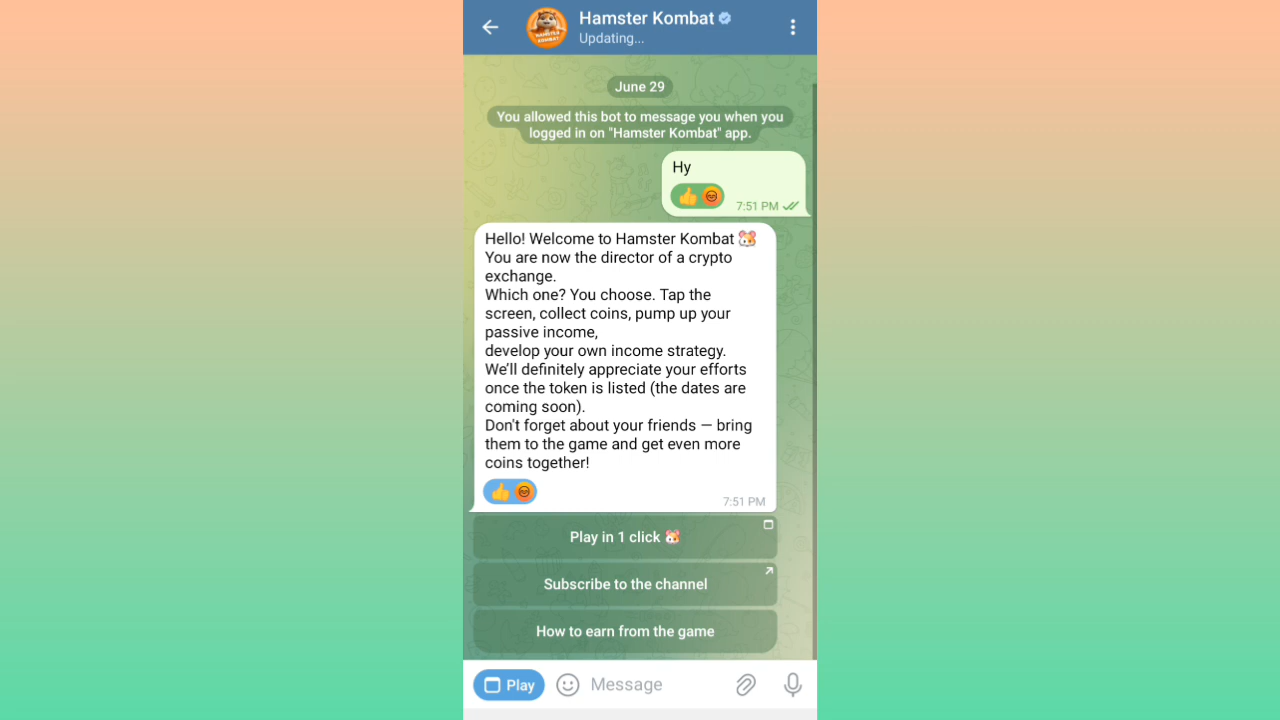 Hamster Kombat
Updating...
June 29
You allowed this bot to message you when you
logged in on "Hamster Kombat" app.
Hy
7:51 PM
Hello! Welcome to Hamster Kombat 🐹
You are now the director of a crypto
exchange.
Which one? You choose. Tap the
screen, collect coins, pump up your
passive income,
develop your own income strategy.
We’ll definitely appreciate your efforts
once the token is listed (the dates are
coming soon).
Don't forget about your friends — bring
them to the game and get even more
coins together!
7:51 PM
Play in 1 click 🐹
Subscribe to the channel
How to earn from the game
Play
Message